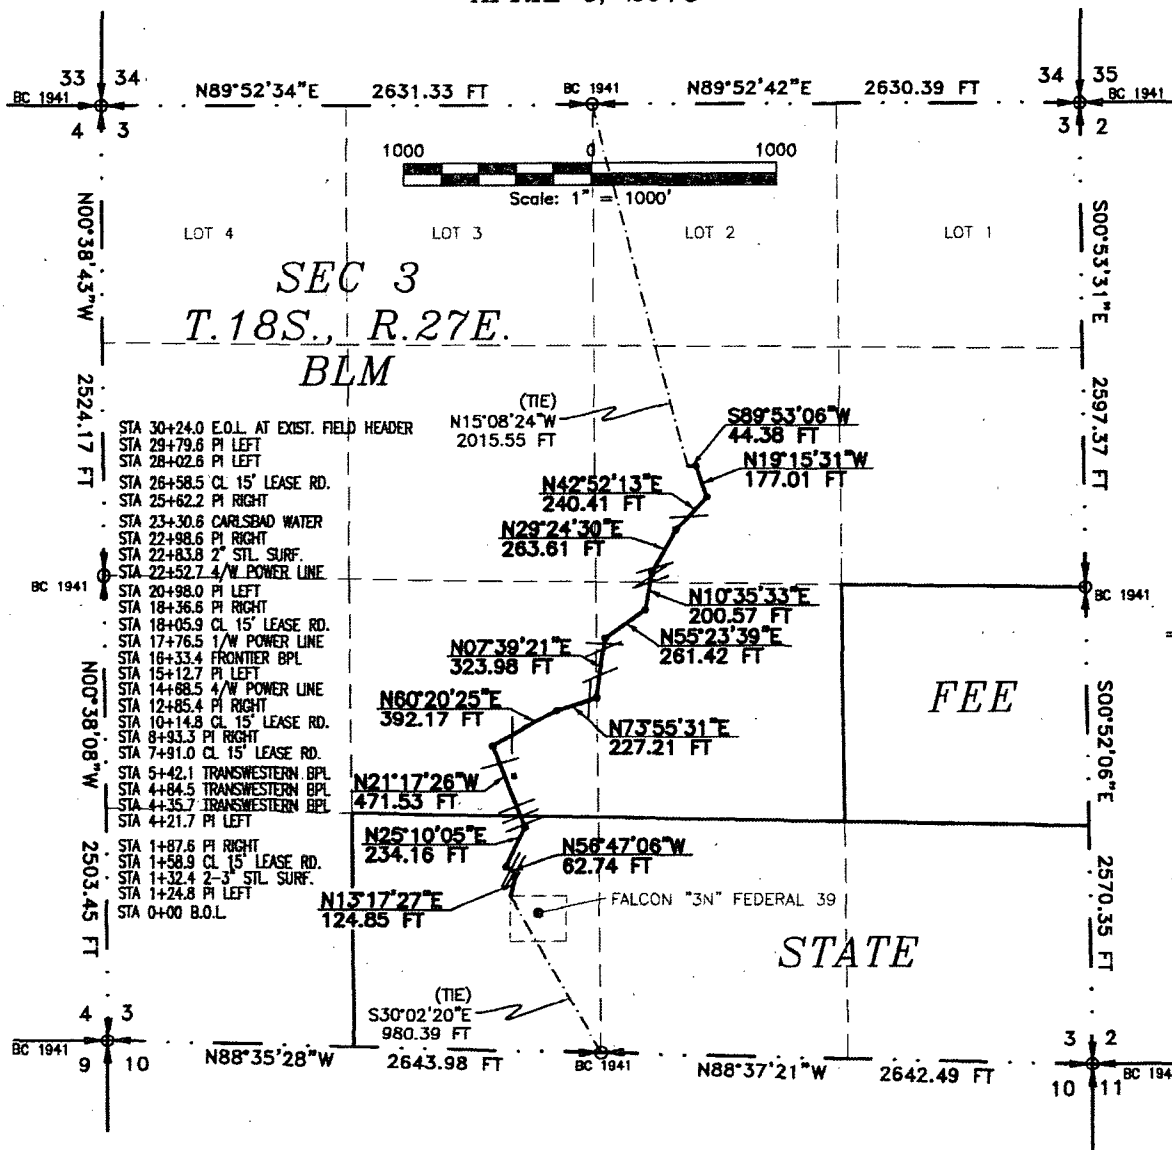 33 34
BC 1941
N89°52'34"E 2631.33 FT
BC 1941
N89°52'42"E 2630.39 FT
34 35
BC 1941
4 3
3 2
1000 0 1000
Scale: 1" = 1000'
LOT 4
LOT 3
LOT 2
LOT 1
N00°38'43"W 2524.17 FT
S00°53'31"E 2597.37 FT
SEC 3
T.18S., R.27E.
BLM
(TIE)
N15°08'24"W
2015.55 FT
S89°53'06"W
44.38 FT
N19°15'31"W
177.01 FT
N42°52'13"E
240.41 FT
N29°24'30"E
263.61 FT
STA 30+24.0 E.O.L. AT EXIST. FIELD HEADER
STA 29+79.6 PI LEFT
STA 28+02.6 PI LEFT
STA 26+58.5 CL 15' LEASE RD.
STA 25+62.2 PI RIGHT
STA 23+30.6 CARLSBAD WATER
STA 22+98.6 PI RIGHT
STA 22+83.8 2" STL. SURF.
STA 22+52.7 4/W POWER LINE
STA 20+98.0 PI LEFT
STA 18+36.6 PI RIGHT
STA 18+05.9 CL 15' LEASE RD.
STA 17+76.5 1/W POWER LINE
STA 16+33.4 FRONTIER BPL
STA 15+12.7 PI LEFT
STA 14+68.5 4/W POWER LINE
STA 12+85.4 PI RIGHT
STA 10+14.8 CL 15' LEASE RD.
STA 8+93.3 PI RIGHT
STA 7+91.0 CL 15' LEASE RD.
STA 5+42.1 TRANSWESTERN BPL
STA 4+84.5 TRANSWESTERN BPL
STA 4+35.7 TRANSWESTERN BPL
STA 4+21.7 PI LEFT
STA 1+87.6 PI RIGHT
STA 1+58.9 CL 15' LEASE RD.
STA 1+32.4 2-3" STL. SURF.
STA 1+24.8 PI LEFT
STA 0+00 B.O.L.
BC 1941
BC 1941
N10°35'33"E
200.57 FT
N55°23'39"E
261.42 FT
N07°39'21"E
323.98 FT
N60°20'25"E
392.17 FT
N73°55'31"E
227.21 FT
FEE
N00°38'08"W 2503.45 FT
S00°52'06"E 2570.35 FT
N21°17'26"W
471.53 FT
N25°10'05"E
234.16 FT
N56°47'06"W
62.74 FT
N13°17'27"E
124.85 FT
FALCON "3N" FEDERAL 39
STATE
(TIE)
S30°02'20"E
980.39 FT
4 3
BC 1941
9 10
N88°35'28"W 2643.98 FT
BC 1941
N88°37'21"W 2642.49 FT
3 2
BC 194
10 11